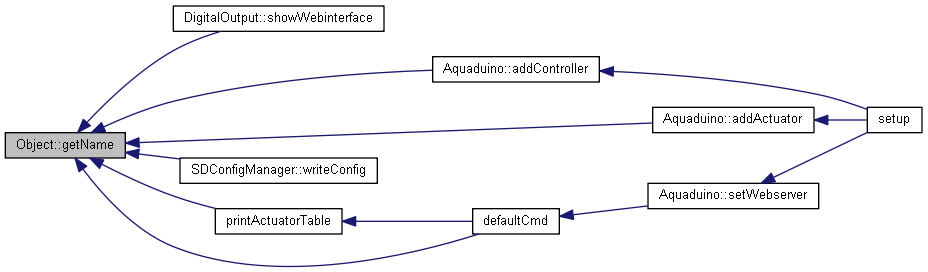 DigitalOutput::showWebinterface
Aquaduino::addController
Aquaduino::addActuator
setup
Object::getName
SDConfigManager::writeConfig
Aquaduino::setWebserver
printActuatorTable
defaultCmd